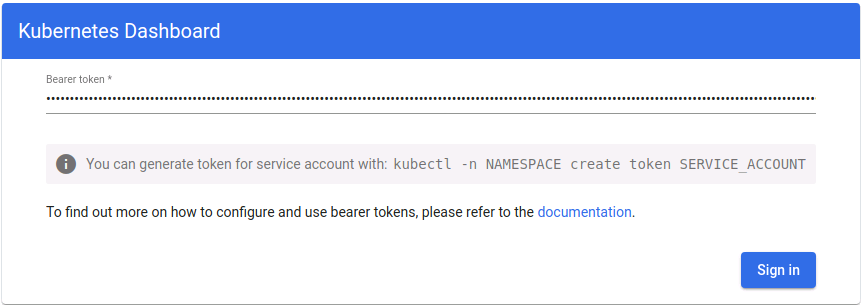 Kubernetes Dashboard
Bearer token *
You can generate token for service account with: kubectl -n NAMESPACE create token SERVICE_ACCOUNT
To find out more on how to configure and use bearer tokens, please refer to the documentation.
Sign in